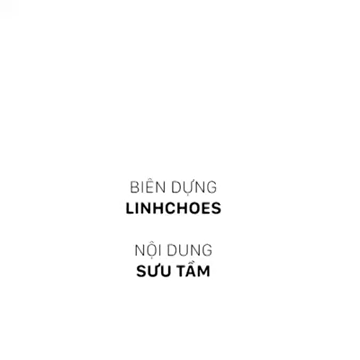 BIÊN DỰNG
LINHCHOES
NỘI DUNG
SƯU TẦM